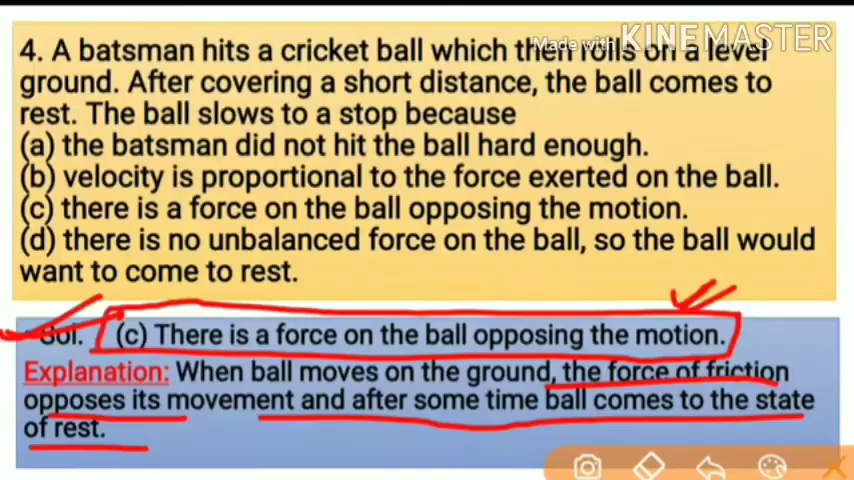 Made with KINEMASTER
4. A batsman hits a cricket ball which then rolls on a level
ground. After covering a short distance, the ball comes to
rest. The ball slows to a stop because
(a) the batsman did not hit the ball hard enough.
(b) velocity is proportional to the force exerted on the ball.
(c) there is a force on the ball opposing the motion.
(d) there is no unbalanced force on the ball, so the ball would
want to come to rest.
Sol. (c) There is a force on the ball opposing the motion.
Explanation: When ball moves on the ground, the force of friction
opposes its movement and after some time ball comes to the state
of rest.